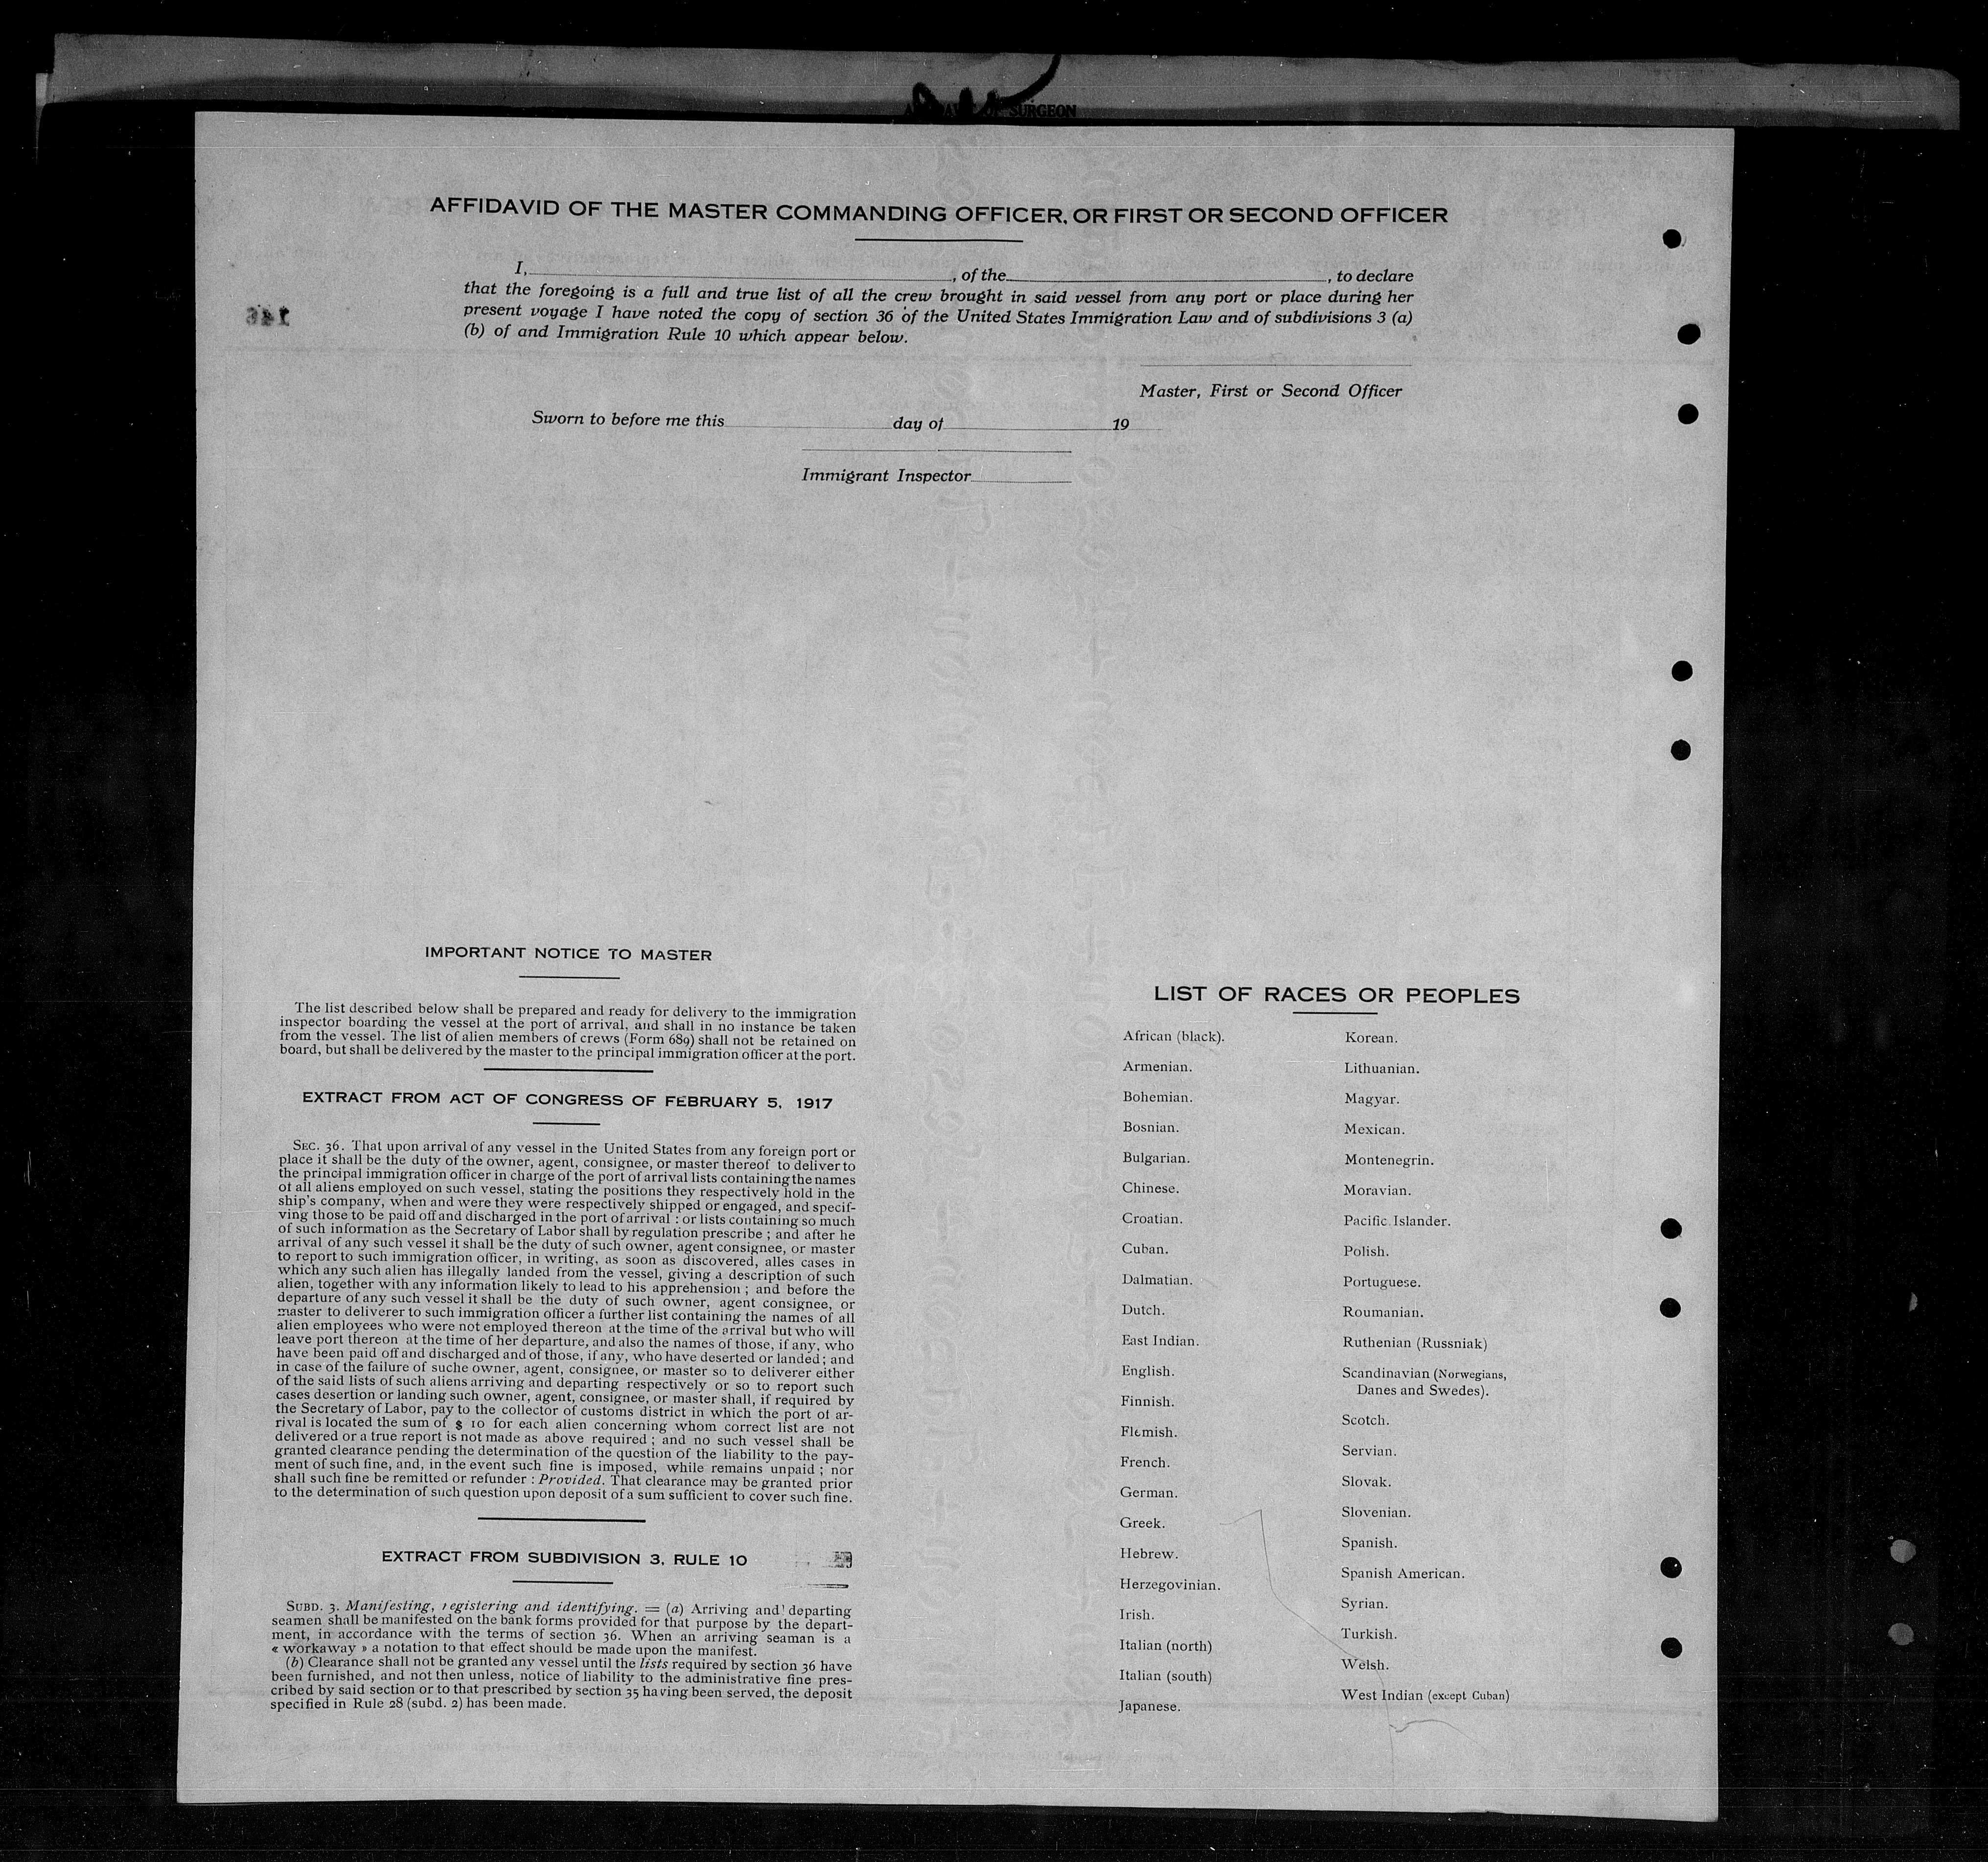 SURGEON
AFFIDAVID OF THE MASTER COMMANDING OFFICER, OR FIRST OR SECOND OFFICER
I, , of the , to declare
that the foregoing is a full and true list of all the crew brought in said vessel from any port or place during her
present voyage I have noted the copy of section 36 of the United States Immigration Law and of subdivisions 3 (a)
(b) of and Immigration Rule 10 which appear below.
146
Master, First or Second Officer
Sworn to before me this day of 19
Immigrant Inspector
IMPORTANT NOTICE TO MASTER
The list described below shall be prepared and ready for delivery to the immigration
inspector boarding the vessel at the port of arrival, and shall in no instance be taken
from the vessel. The list of alien members of crews (Form 689) shall not be retained on
board, but shall be delivered by the master to the principal immigration officer at the port.
EXTRACT FROM ACT OF CONGRESS OF FEBRUARY 5, 1917
SEC. 36. That upon arrival of any vessel in the United States from any foreign port or
place it shall be the duty of the owner, agent, consignee, or master thereof to deliver to
the principal immigration officer in charge of the port of arrival lists containing the names
of all aliens employed on such vessel, stating the positions they respectively hold in the
ship's company, when and were they were respectively shipped or engaged, and specif-
ving those to be paid off and discharged in the port of arrival : or lists containing so much
of such information as the Secretary of Labor shall by regulation prescribe ; and after he
arrival of any such vessel it shall be the duty of such owner, agent consignee, or master
to report to such immigration officer, in writing, as soon as discovered, alles cases in
which any such alien has illegally landed from the vessel, giving a description of such
alien, together with any information likely to lead to his apprehension ; and before the
departure of any such vessel it shall be the duty of such owner, agent consignee, or
master to deliverer to such immigration officer a further list containing the names of all
alien employees who were not employed thereon at the time of the arrival but who will
leave port thereon at the time of her departure, and also the names of those, if any, who
have been paid off and discharged and of those, if any, who have deserted or landed ; and
in case of the failure of suche owner, agent, consignee, or master so to deliverer either
of the said lists of such aliens arriving and departing respectively or so to report such
cases desertion or landing such owner, agent, consignee, or master shall, if required by
the Secretary of Labor, pay to the collector of customs district in which the port of ar-
rival is located the sum of $ 10 for each alien concerning whom correct list are not
delivered or a true report is not made as above required ; and no such vessel shall be
granted clearance pending the determination of the question of the liability to the pay-
ment of such fine, and, in the event such fine is imposed, while remains unpaid ; nor
shall such fine be remitted or refunder : Provided. That clearance may be granted prior
to the determination of such question upon deposit of a sum sufficient to cover such fine.
EXTRACT FROM SUBDIVISION 3, RULE 10
SUBD. 3. Manifesting, registering and identifying. = (a) Arriving and departing
seamen shall be manifested on the bank forms provided for that purpose by the depart-
ment, in accordance with the terms of section 36. When an arriving seaman is a
« workaway » a notation to that effect should be made upon the manifest.
(b) Clearance shall not be granted any vessel until the lists required by section 36 have
been furnished, and not then unless, notice of liability to the administrative fine pres-
cribed by said section or to that prescribed by section 35 having been served, the deposit
specified in Rule 28 (subd. 2) has been made.
LIST OF RACES OR PEOPLES
African (black).
Armenian.
Bohemian.
Bosnian.
Bulgarian.
Chinese.
Croatian.
Cuban.
Dalmatian.
Dutch.
East Indian.
English.
Finnish.
Flemish.
French.
German.
Greek.
Hebrew.
Herzegovinian.
Irish.
Italian (north)
Italian (south)
Japanese.
Korean.
Lithuanian.
Magyar.
Mexican.
Montenegrin.
Moravian.
Pacific Islander.
Polish.
Portuguese.
Roumanian.
Ruthenian (Russniak)
Scandinavian (Norwegians,
Danes and Swedes).
Scotch.
Servian.
Slovak.
Slovenian.
Spanish.
Spanish American.
Syrian.
Turkish.
Welsh.
West Indian (except Cuban)